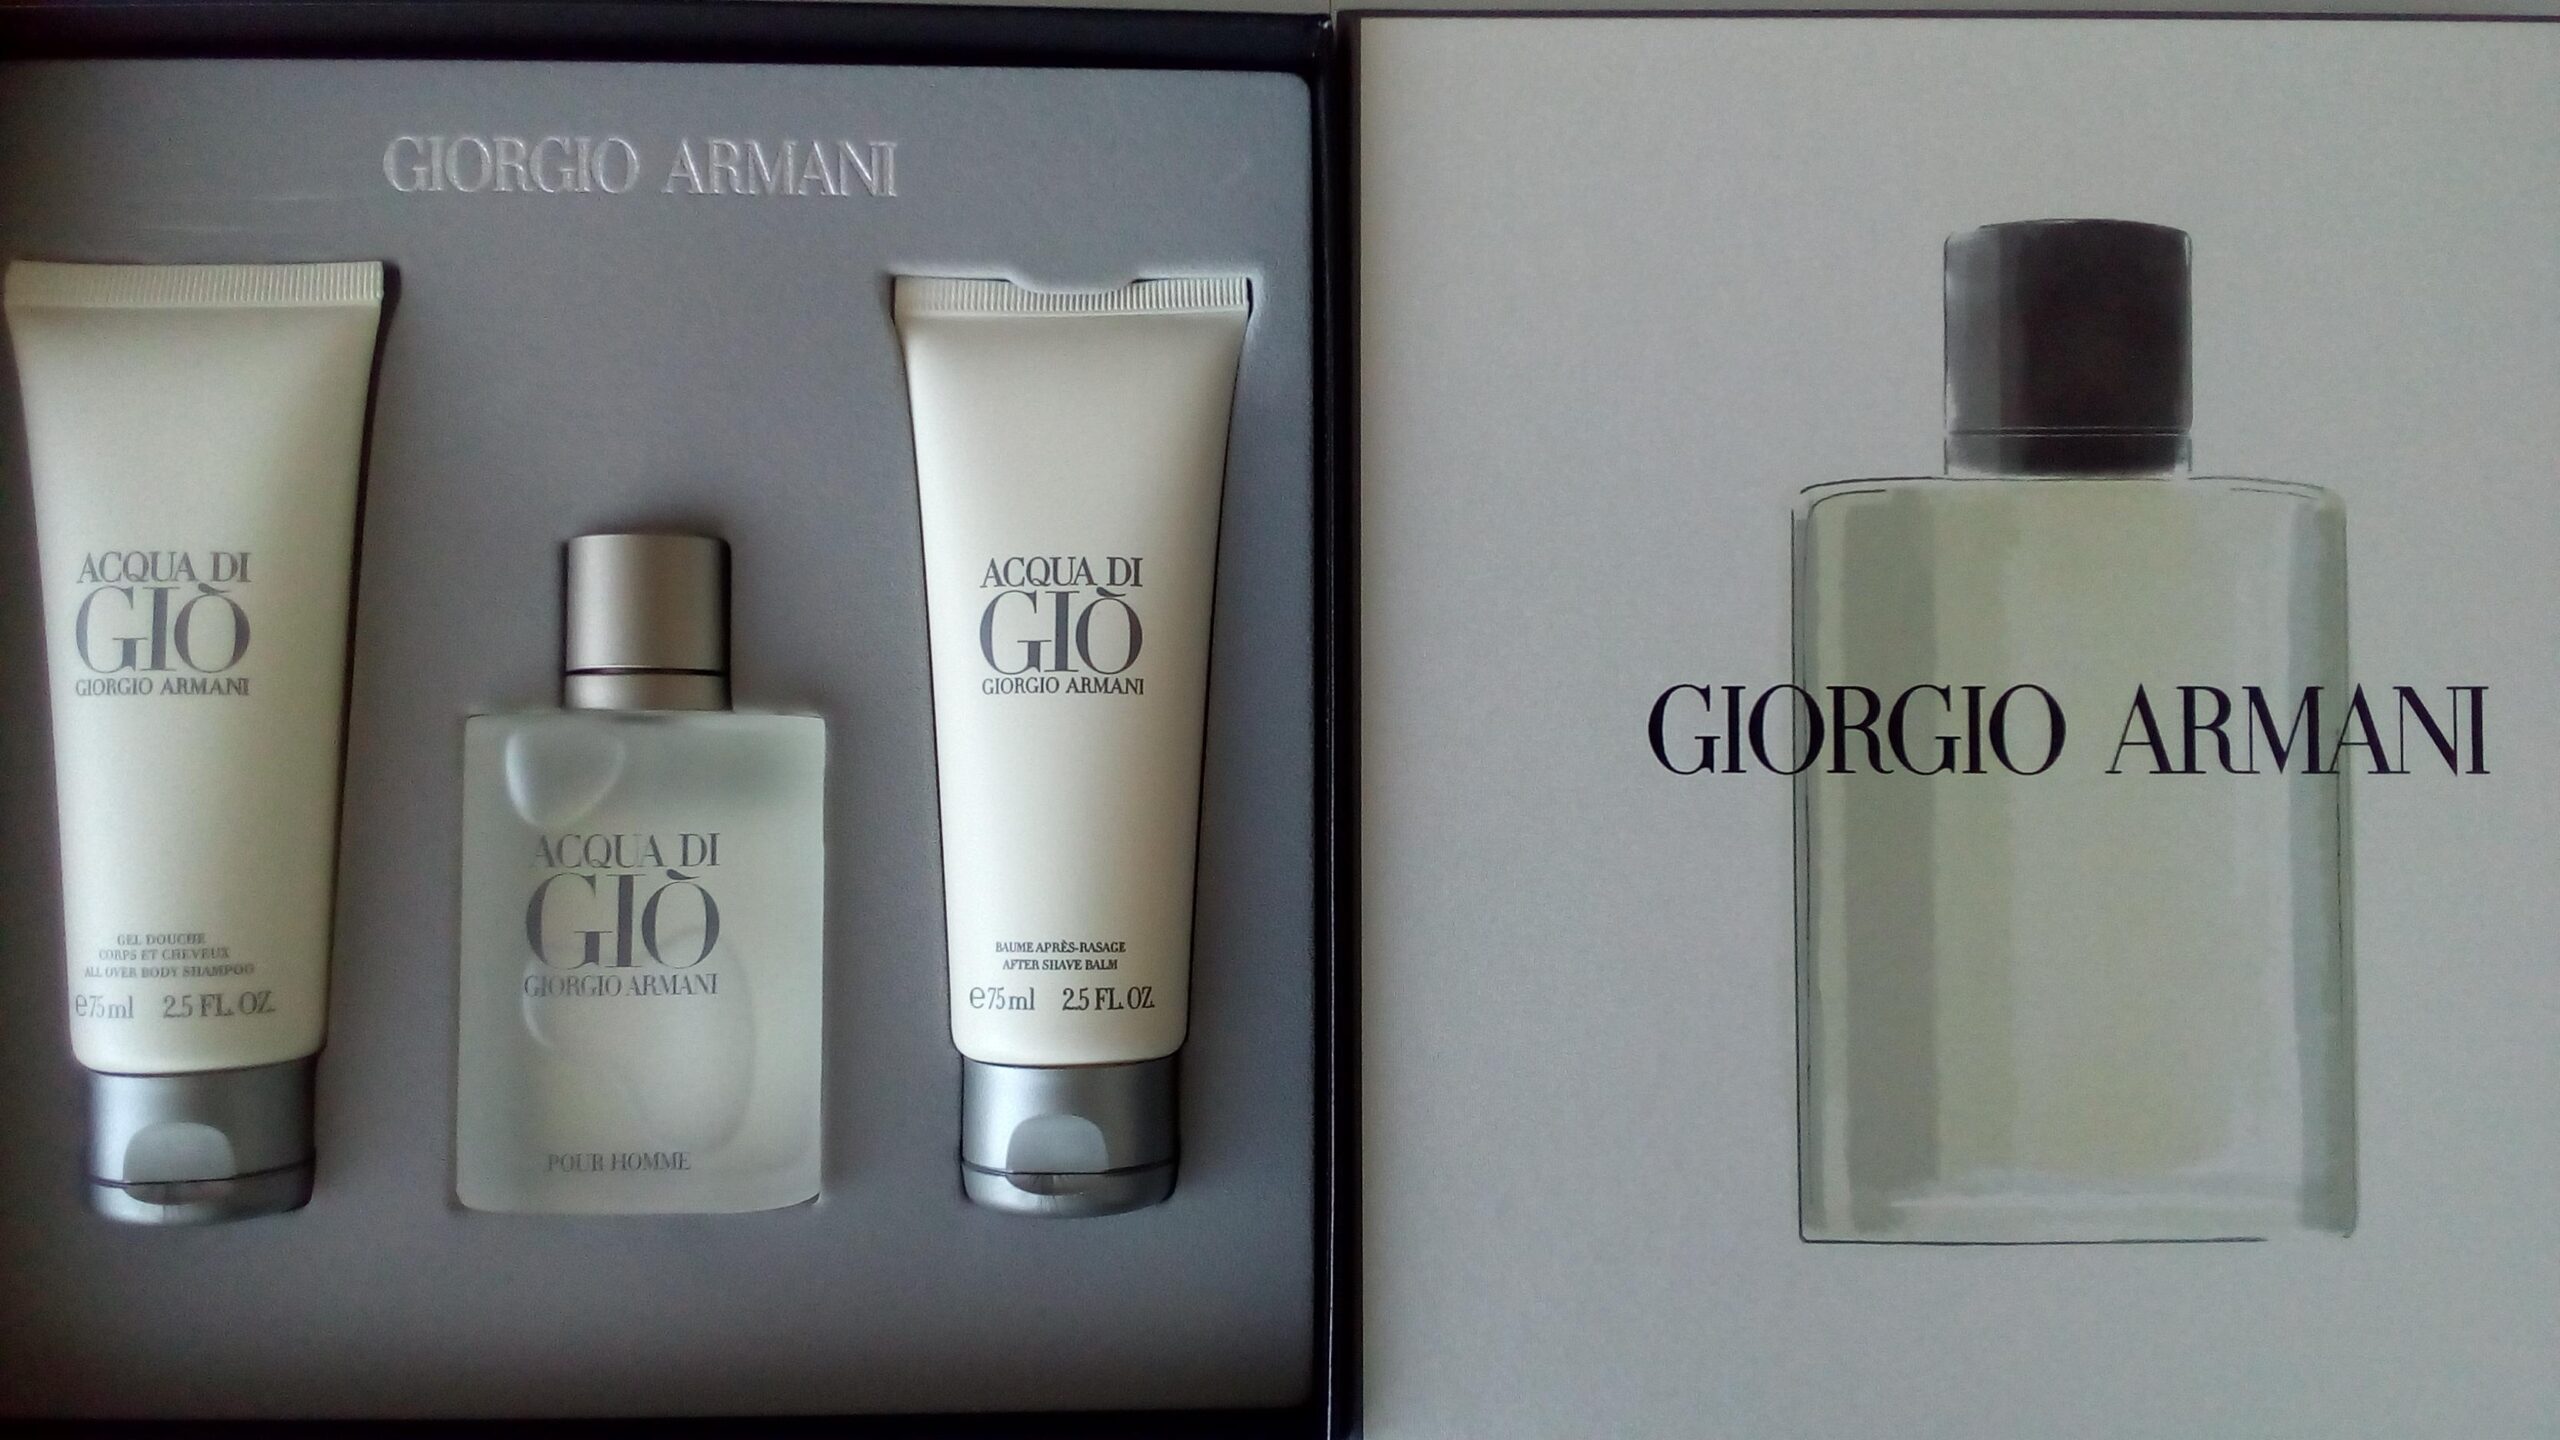 GIORGIO ARMANI
ACQUA DI
GIÒ
GIORGIO ARMANI
GEL DOUCHE
CORPS ET CHEVEUX
ALL OVER BODY SHAMPOO
e75ml 2.5 FL. OZ.
ACQUA DI
GIÒ
GIORGIO ARMANI
POUR HOMME
ACQUA DI
GIÒ
GIORGIO ARMANI
BAUME APRÈS-RASAGE
AFTER SHAVE BALM
e75ml 2.5 FL. OZ.
GIORGIO ARMANI